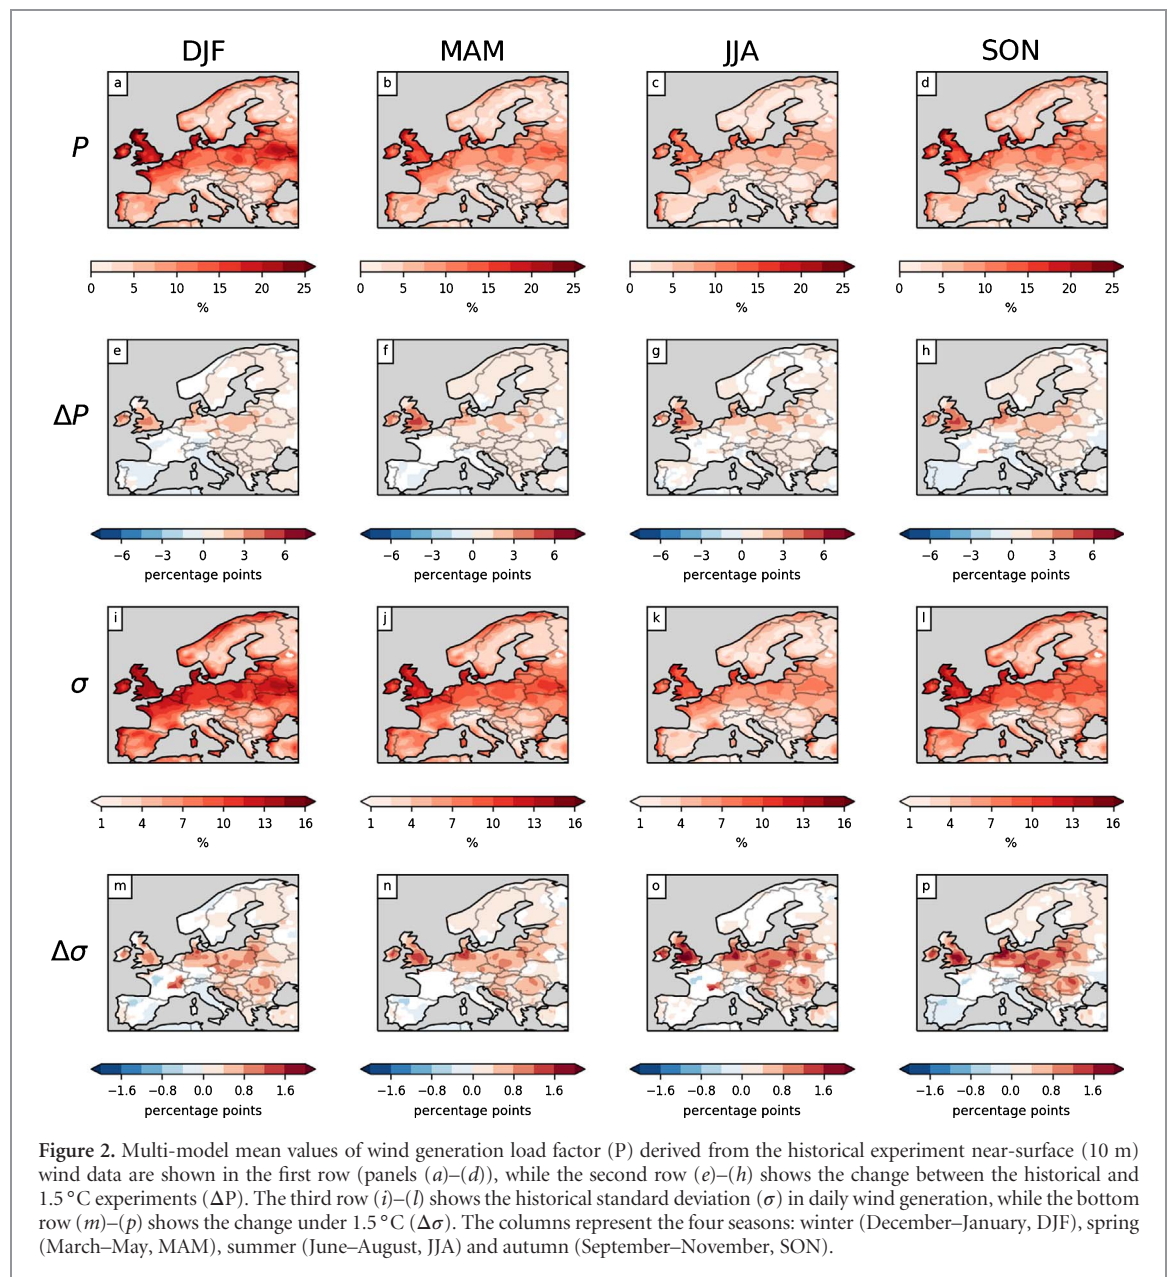 DJF MAM JJA SON
P
a b c d
0 5 10 15 20 25 0 5 10 15 20 25 0 5 10 15 20 25 0 5 10 15 20 25
% % % %
ΔP
e f g h
−6 −3 0 3 6 −6 −3 0 3 6 −6 −3 0 3 6 −6 −3 0 3 6
percentage points percentage points percentage points percentage points
σ
i j k l
1 4 7 10 13 16 1 4 7 10 13 16 1 4 7 10 13 16 1 4 7 10 13 16
% % % %
Δσ
m n o p
−1.6 −0.8 0.0 0.8 1.6 −1.6 −0.8 0.0 0.8 1.6 −1.6 −0.8 0.0 0.8 1.6 −1.6 −0.8 0.0 0.8 1.6
percentage points percentage points percentage points percentage points
Figure 2. Multi-model mean values of wind generation load factor (P) derived from the historical experiment near-surface (10 m)
wind data are shown in the first row (panels (a)–(d)), while the second row (e)–(h) shows the change between the historical and
1.5 °C experiments (ΔP). The third row (i)–(l) shows the historical standard deviation (σ) in daily wind generation, while the bottom
row (m)–(p) shows the change under 1.5 °C (Δσ). The columns represent the four seasons: winter (December–January, DJF), spring
(March–May, MAM), summer (June–August, JJA) and autumn (September–November, SON).